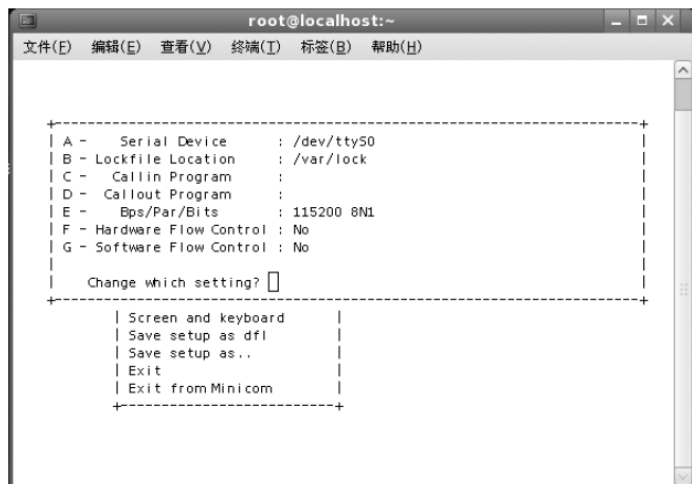 root@localhost:~
文件(F) 编辑(E) 查看(V) 终端(T) 标签(B) 帮助(H)
A - Serial Device : /dev/ttyS0
B - Lockfile Location : /var/lock
C - Callin Program :
D - Callout Program :
E - Bps/Par/Bits : 115200 8N1
F - Hardware Flow Control : No
G - Software Flow Control : No
Change which setting?
Screen and keyboard
Save setup as dfl
Save setup as..
Exit
Exit from Minicom